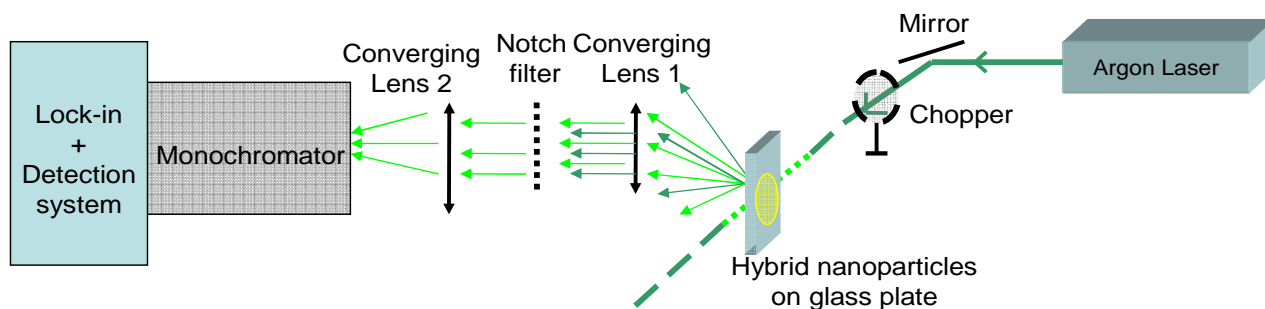 Lock-in
+
Detection
system
Monochromator
Converging
Lens 2
Notch
filter
Converging
Lens 1
Mirror
Argon Laser
Chopper
Hybrid nanoparticles
on glass plate